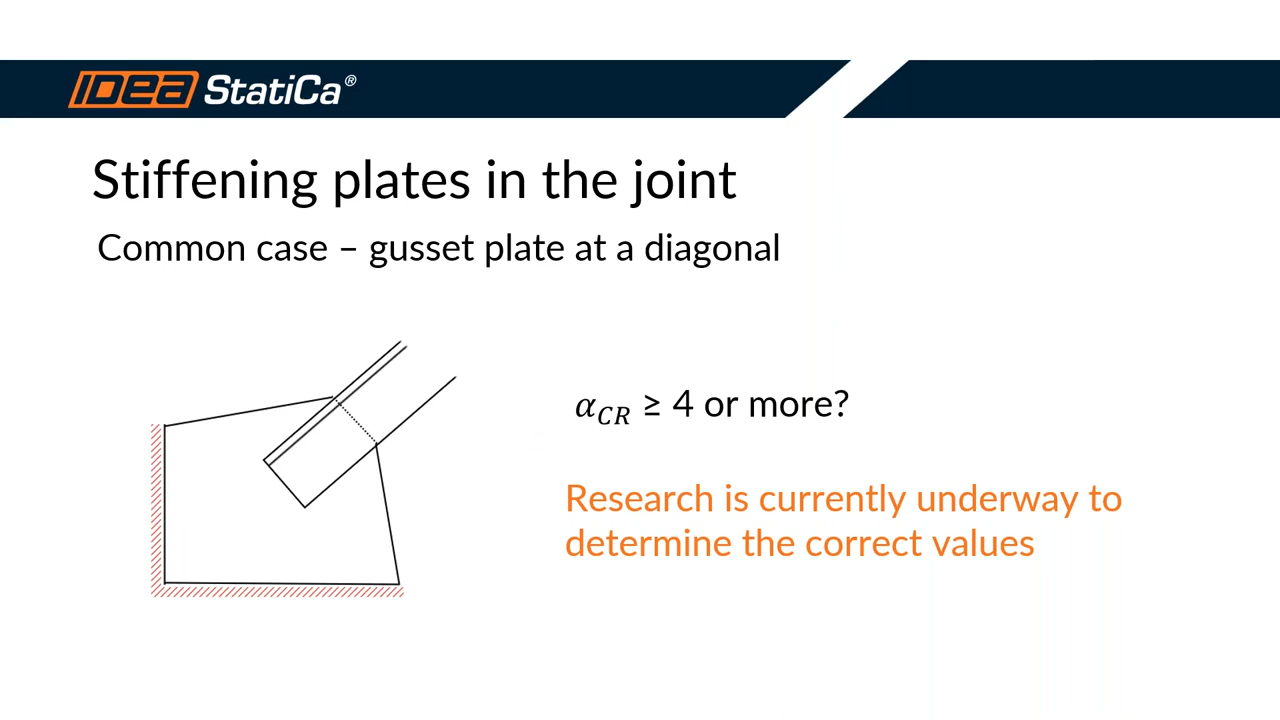 IDEA StatiCa®
Stiffening plates in the joint
Common case – gusset plate at a diagonal
𝛼𝐶𝑅 ≥ 4 or more?
Research is currently underway to
determine the correct values